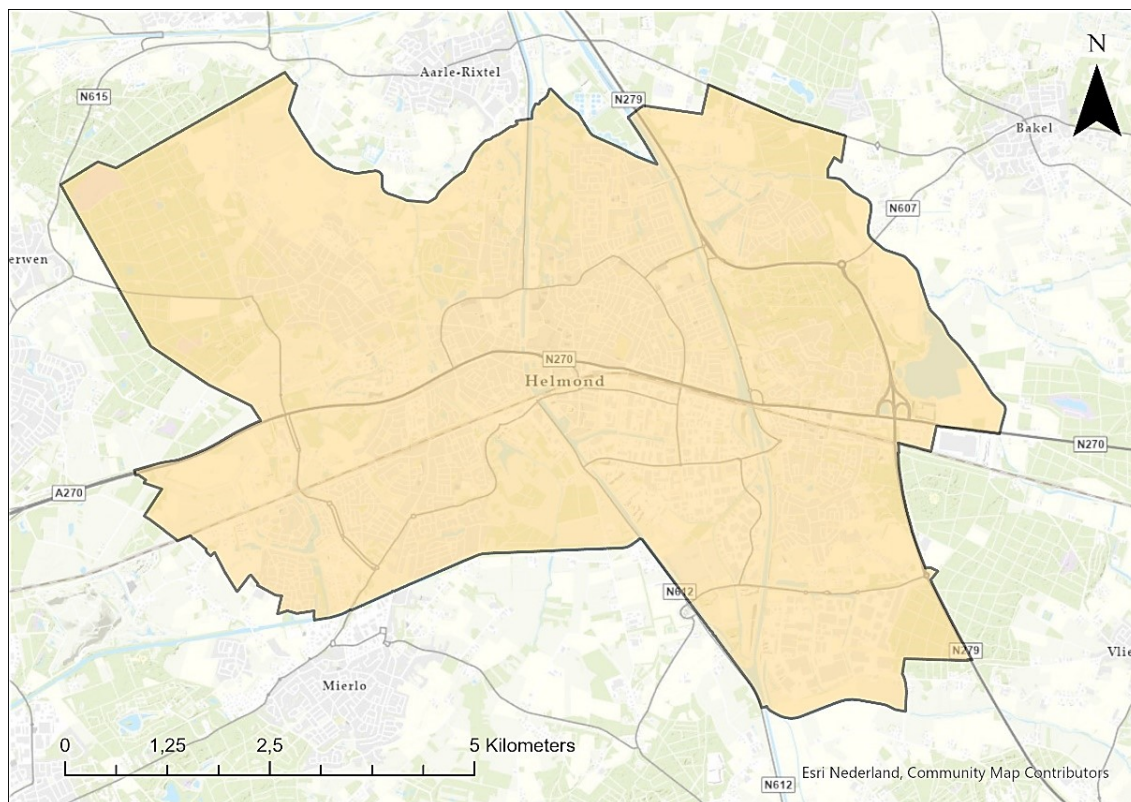 N
Aarle-Rixtel
N615
N279
Bakel
N607
erwen
N270
Helmond
N270
A270
N612
N279
Vlie
Mierlo
0 1,25 2,5 5 Kilometers
Esri Nederland, Community Map Contributors
N612